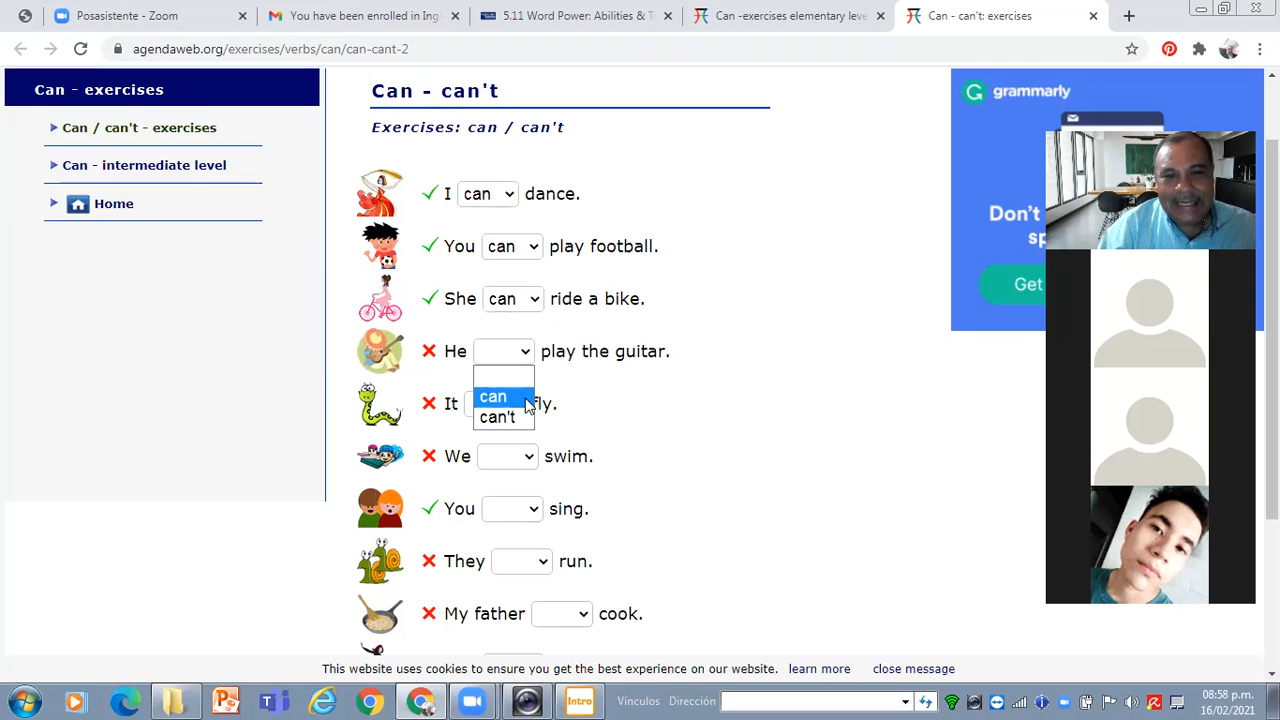 Posasistente - Zoom
You have been enrolled in Ing
5.11 Word Power: Abilities & T
Can -exercises elementary leve
Can - can't: exercises
agendaweb.org/exercises/verbs/can/can-cant-2
Can - exercises
Can / can't - exercises
Can - intermediate level
Home
Can - can't
Exercises: can / can't
I can dance.
You can play football.
She can ride a bike.
He play the guitar.
can
can't
It fly.
We swim.
You sing.
They run.
My father cook.
grammarly
Don't
sp
Get
This website uses cookies to ensure you get the best experience on our website. learn more close message
Intro
Vínculos Dirección
08:58 p.m.
16/02/2021